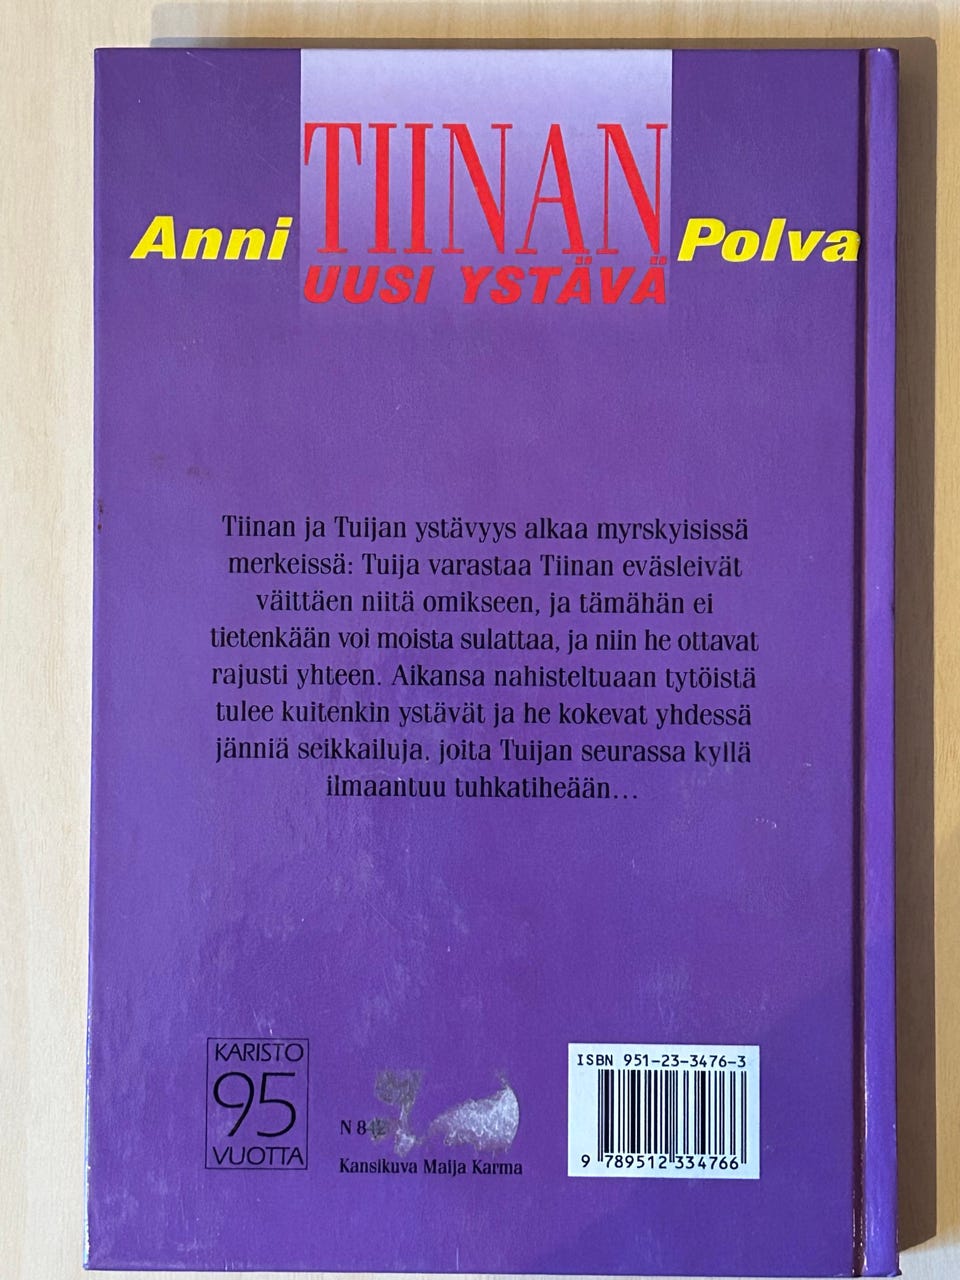 TIINAN
Anni Polva
UUSI YSTÄVÄ
Tiinan ja Tuijan ystävyys alkaa myrskyisissä
merkeissä: Tuija varastaa Tiinan eväsleivät
väittäen niitä omikseen, ja tämähän ei
tietenkään voi moista sulattaa, ja niin he ottavat
rajusti yhteen. Aikansa nahisteltuaan tytöistä
tulee kuitenkin ystävät ja he kokevat yhdessä
jänniä seikkailuja, joita Tuijan seurassa kyllä
ilmaantuu tuhkatiheään...
KARISTO
95
VUOTTA
N 8
Kansikuva Maija Karma
ISBN 951-23-3476-3
9 789512 334766